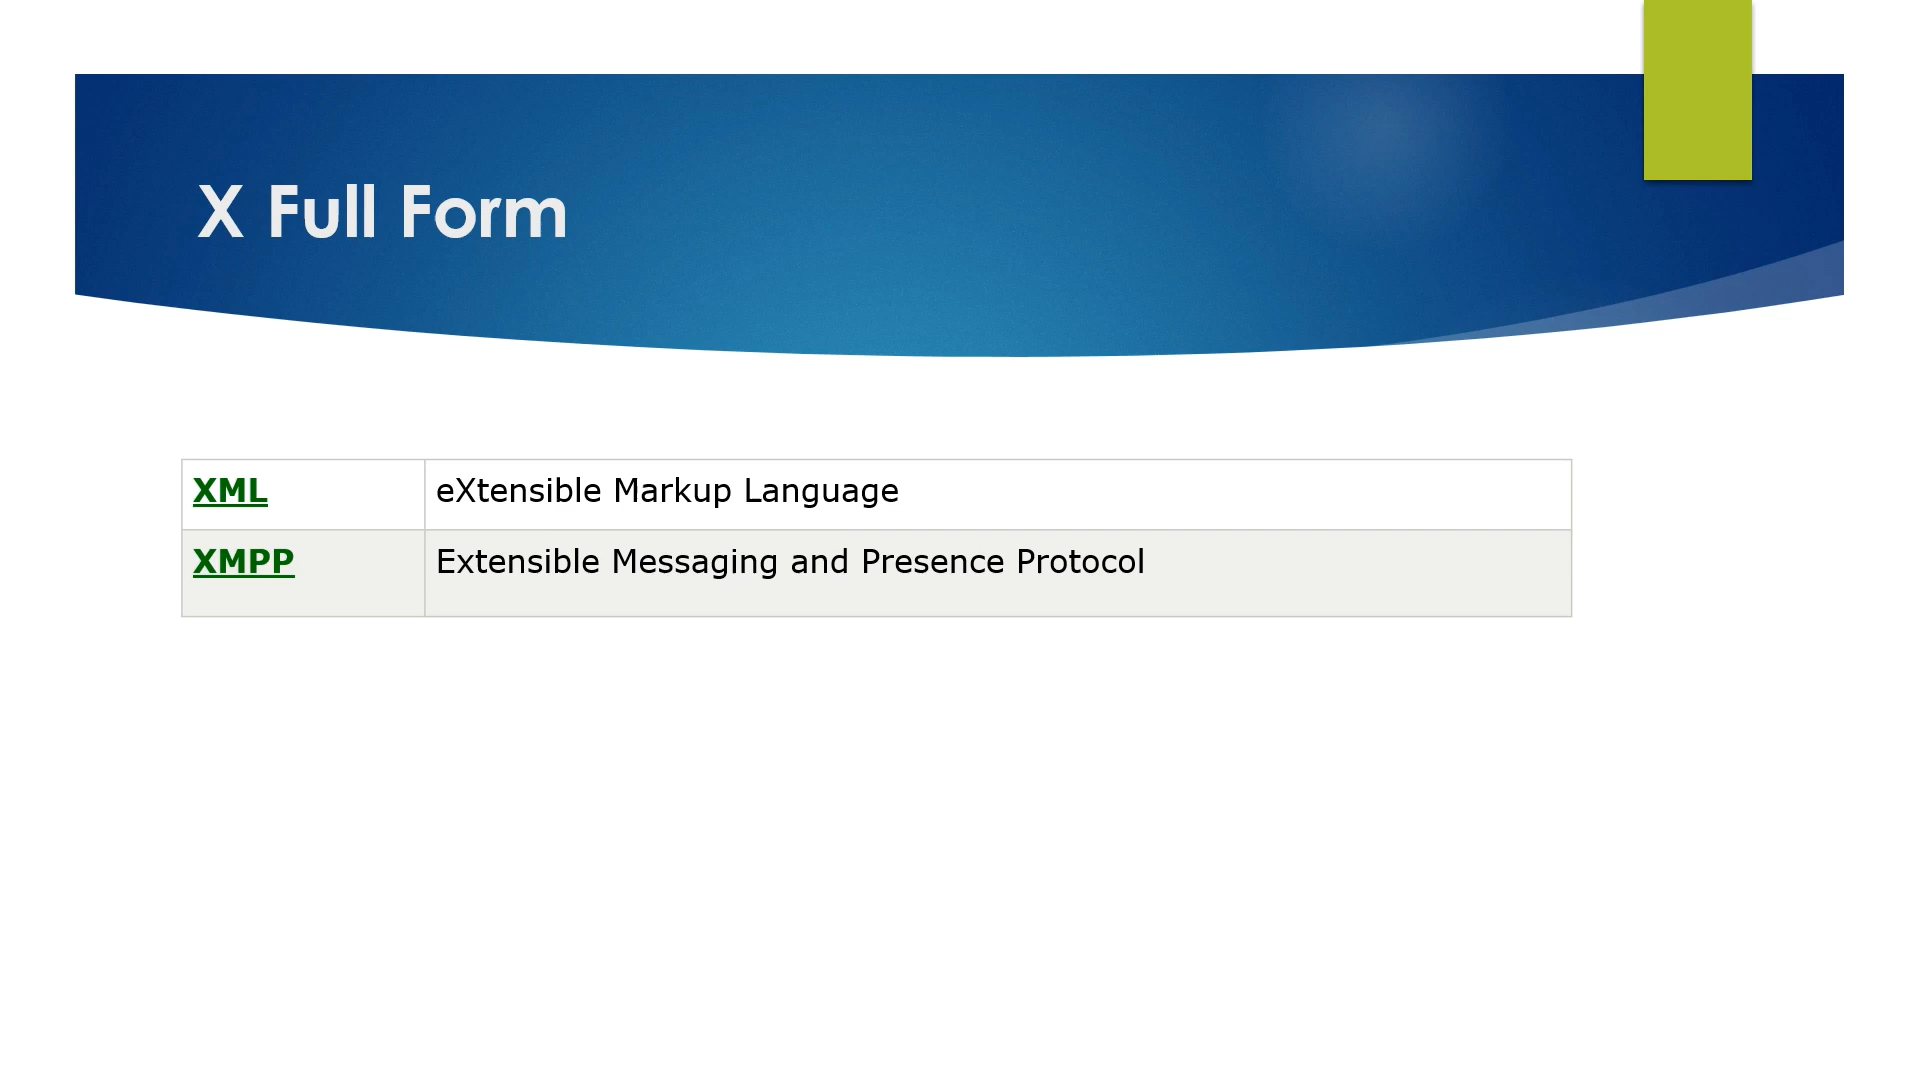 X Full Form
XML eXtensible Markup Language
XMPP Extensible Messaging and Presence Protocol